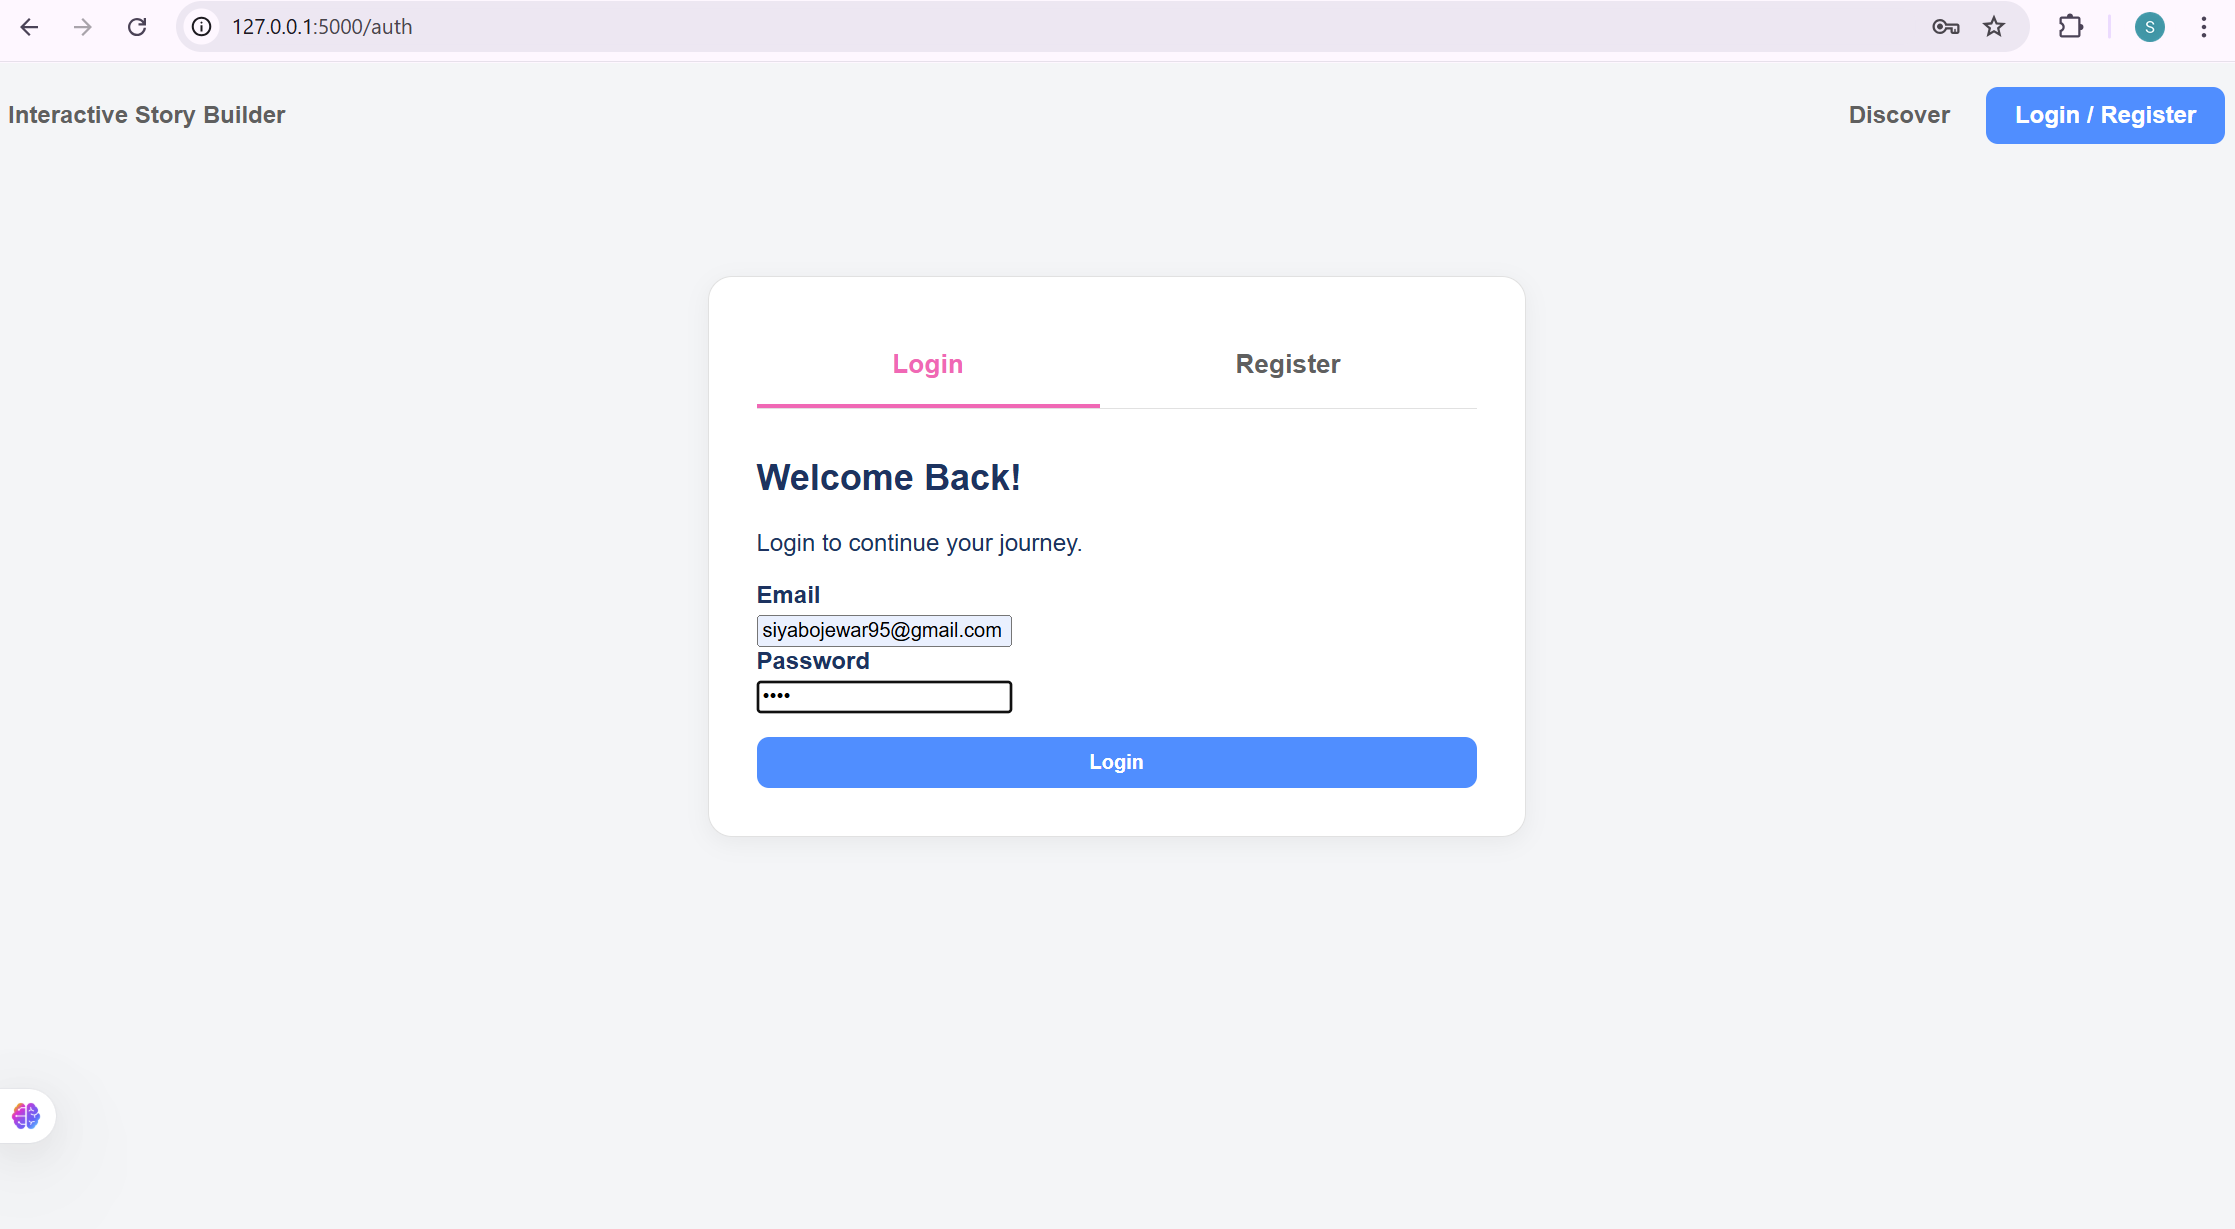 127.0.0.1:5000/auth
S
Interactive Story Builder
Discover
Login / Register
Login
Register
Welcome Back!
Login to continue your journey.
Email
siyabojewar95@gmail.com
Password
••••
Login